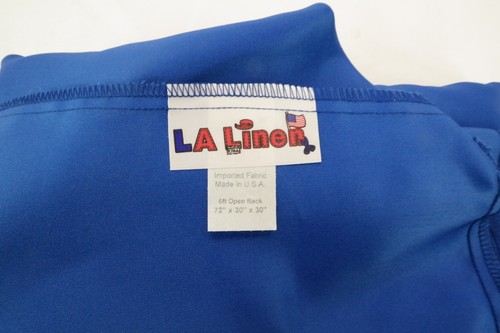 LA Linen
Imported Fabric
Made in U.S.A.
6ft Open Back
72" x 30" x 30"